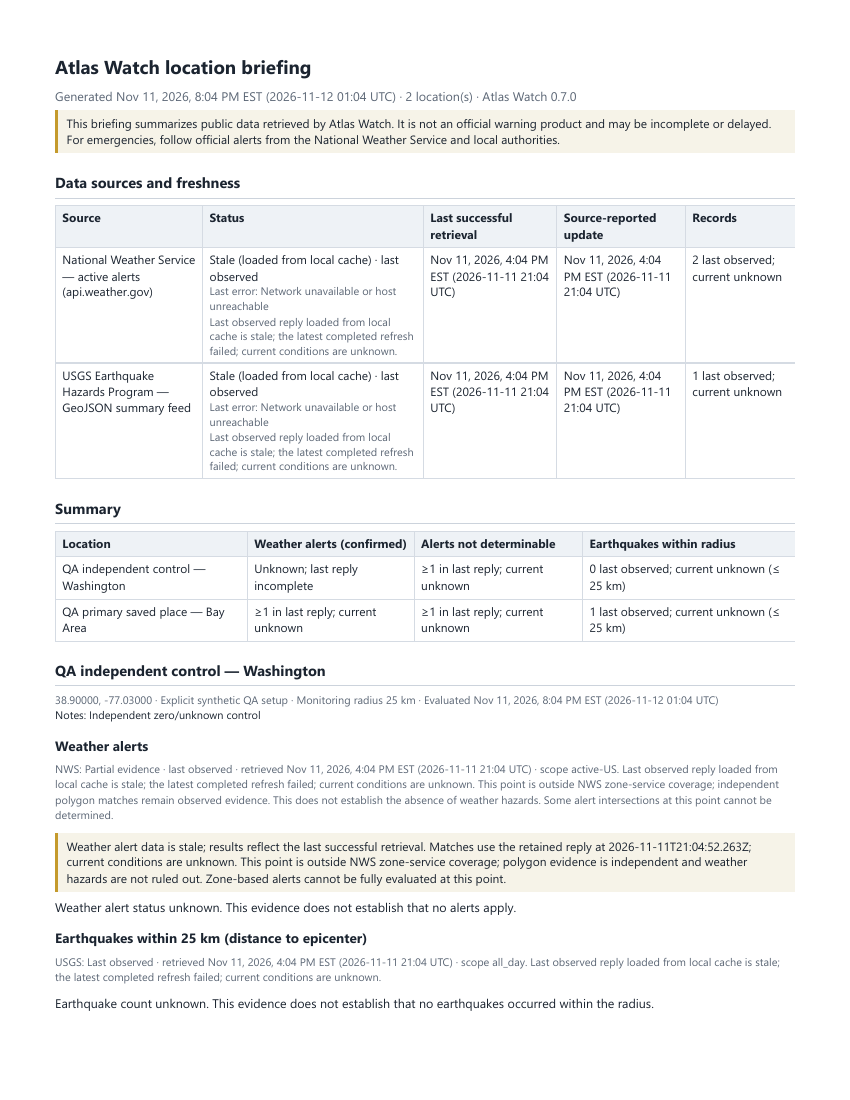 Atlas Watch location briefing
Generated Nov 11, 2026, 8:04 PM EST (2026-11-12 01:04 UTC) · 2 location(s) · Atlas Watch 0.7.0
This briefing summarizes public data retrieved by Atlas Watch. It is not an official warning product and may be incomplete or delayed.
For emergencies, follow official alerts from the National Weather Service and local authorities.
Data sources and freshness
Source
Status
Last successful
retrieval
Source-reported
update
Records
National Weather Service
— active alerts
(api.weather.gov)
Stale (loaded from local cache) · last
observed
Last error: Network unavailable or host
unreachable
Last observed reply loaded from local
cache is stale; the latest completed refresh
failed; current conditions are unknown.
Nov 11, 2026, 4:04 PM
EST (2026-11-11 21:04
UTC)
Nov 11, 2026, 4:04
PM EST (2026-11-11
21:04 UTC)
2 last observed;
current unknown
USGS Earthquake
Hazards Program —
GeoJSON summary feed
Stale (loaded from local cache) · last
observed
Last error: Network unavailable or host
unreachable
Last observed reply loaded from local
cache is stale; the latest completed refresh
failed; current conditions are unknown.
Nov 11, 2026, 4:04 PM
EST (2026-11-11 21:04
UTC)
Nov 11, 2026, 4:04
PM EST (2026-11-11
21:04 UTC)
1 last observed;
current unknown
Summary
Location
Weather alerts (confirmed)
Alerts not determinable
Earthquakes within radius
QA independent control —
Washington
Unknown; last reply
incomplete
≥1 in last reply; current
unknown
0 last observed; current unknown (≤
25 km)
QA primary saved place — Bay
Area
≥1 in last reply; current
unknown
≥1 in last reply; current
unknown
1 last observed; current unknown (≤
25 km)
QA independent control — Washington
38.90000, -77.03000 · Explicit synthetic QA setup · Monitoring radius 25 km · Evaluated Nov 11, 2026, 8:04 PM EST (2026-11-12 01:04 UTC)
Notes: Independent zero/unknown control
Weather alerts
NWS: Partial evidence · last observed · retrieved Nov 11, 2026, 4:04 PM EST (2026-11-11 21:04 UTC) · scope active-US. Last observed reply loaded from
local cache is stale; the latest completed refresh failed; current conditions are unknown. This point is outside NWS zone-service coverage; independent
polygon matches remain observed evidence. This does not establish the absence of weather hazards. Some alert intersections at this point cannot be
determined.
Weather alert data is stale; results reflect the last successful retrieval. Matches use the retained reply at 2026-11-11T21:04:52.263Z;
current conditions are unknown. This point is outside NWS zone-service coverage; polygon evidence is independent and weather
hazards are not ruled out. Zone-based alerts cannot be fully evaluated at this point.
Weather alert status unknown. This evidence does not establish that no alerts apply.
Earthquakes within 25 km (distance to epicenter)
USGS: Last observed · retrieved Nov 11, 2026, 4:04 PM EST (2026-11-11 21:04 UTC) · scope all_day. Last observed reply loaded from local cache is stale;
the latest completed refresh failed; current conditions are unknown.
Earthquake count unknown. This evidence does not establish that no earthquakes occurred within the radius.